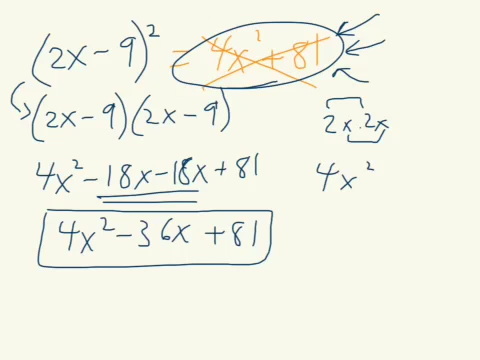 (2x - 9)² = 4x² + 81
(2x - 9)(2x - 9)
2x · 2x
4x² - 18x - 18x + 81
4x²
4x² - 36x + 81